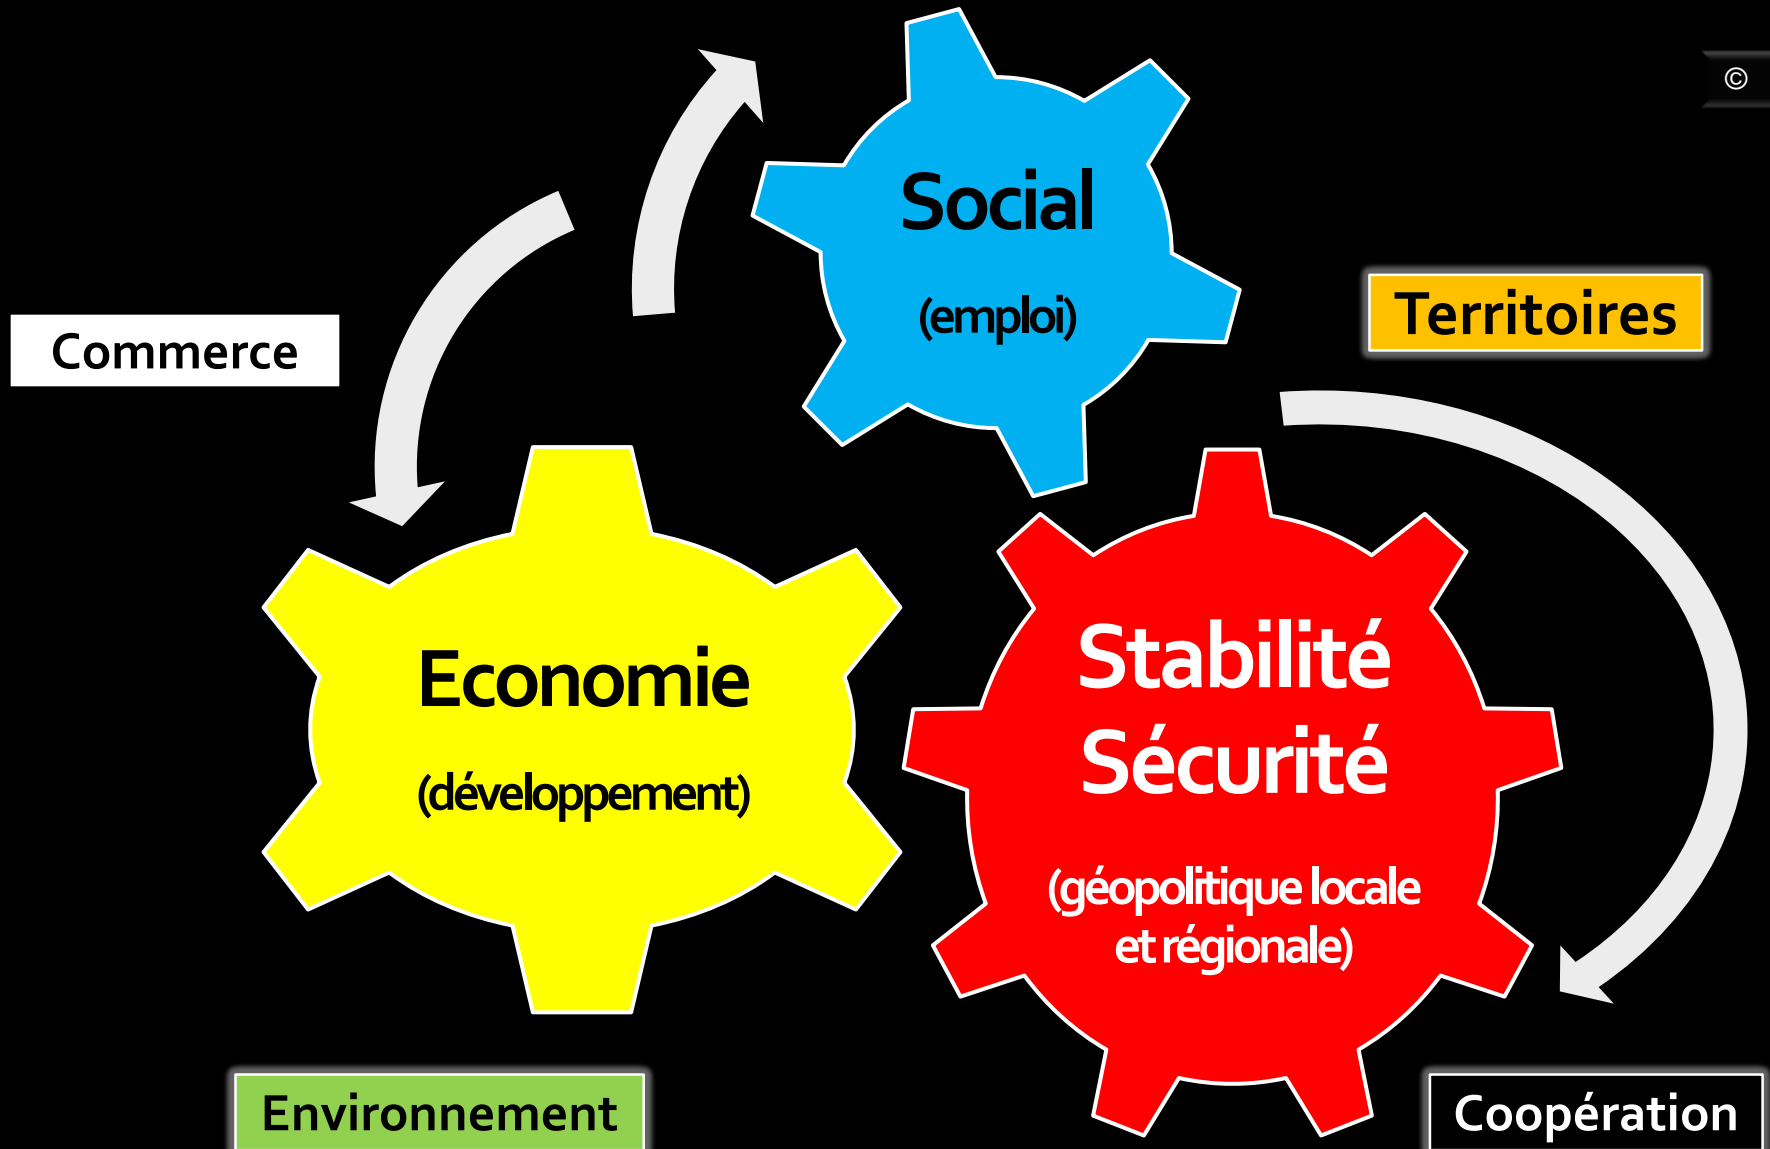 ©
Social
(emploi)
Territoires
Commerce
Economie
(développement)
Stabilité
Sécurité
(géopolitique locale
et régionale)
Environnement
Coopération